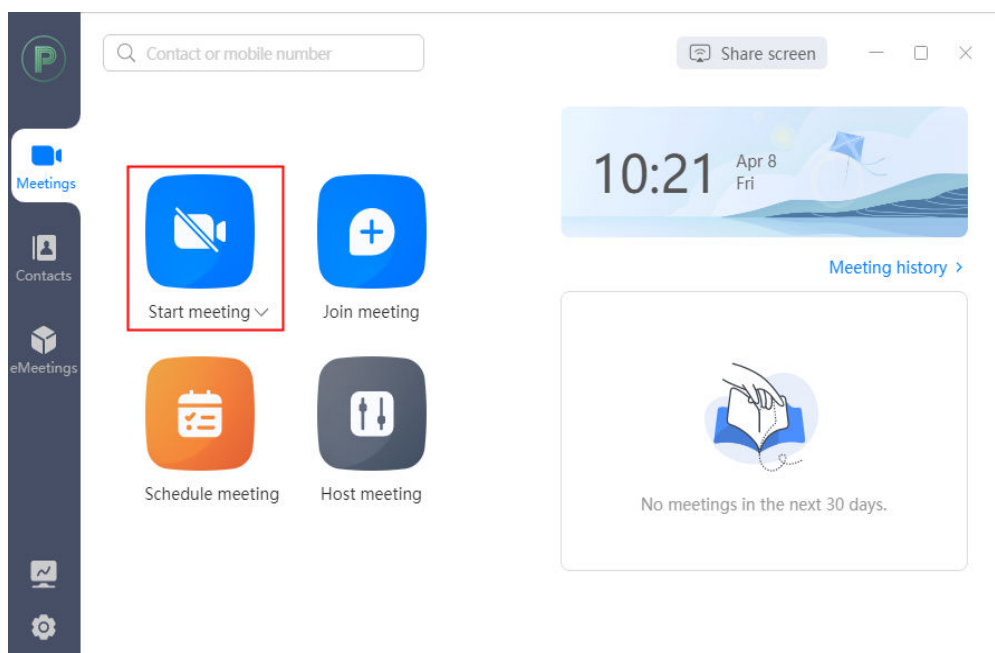 P
Contact or mobile number
Share screen
Meetings
Contacts
eMeetings
Start meeting
Join meeting
Schedule meeting
Host meeting
10:21
Apr 8
Fri
Meeting history
No meetings in the next 30 days.